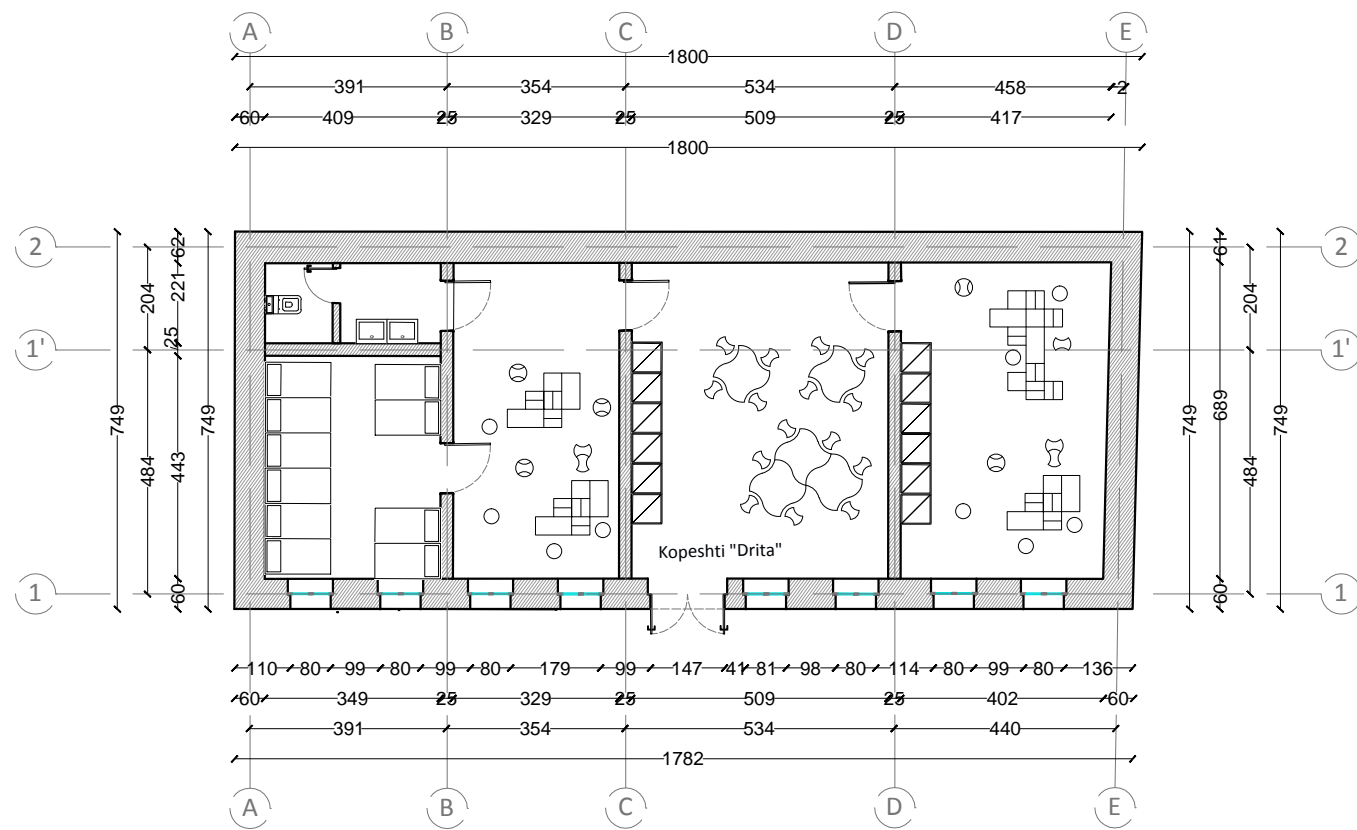 A B C D E
1800
391 354 534 458 2
60 409 25 329 25 509 25 417
1800
2 2
62 61
221 204 204
25
1' 1'
749 749 749 689 749
484 443 484
Kopeshti "Drita"
1 1
60 60
110 80 99 80 99 80 179 99 147 41 81 98 80 114 80 99 80 136
60 349 25 329 25 509 25 402 60
391 354 534 440
1782
A B C D E